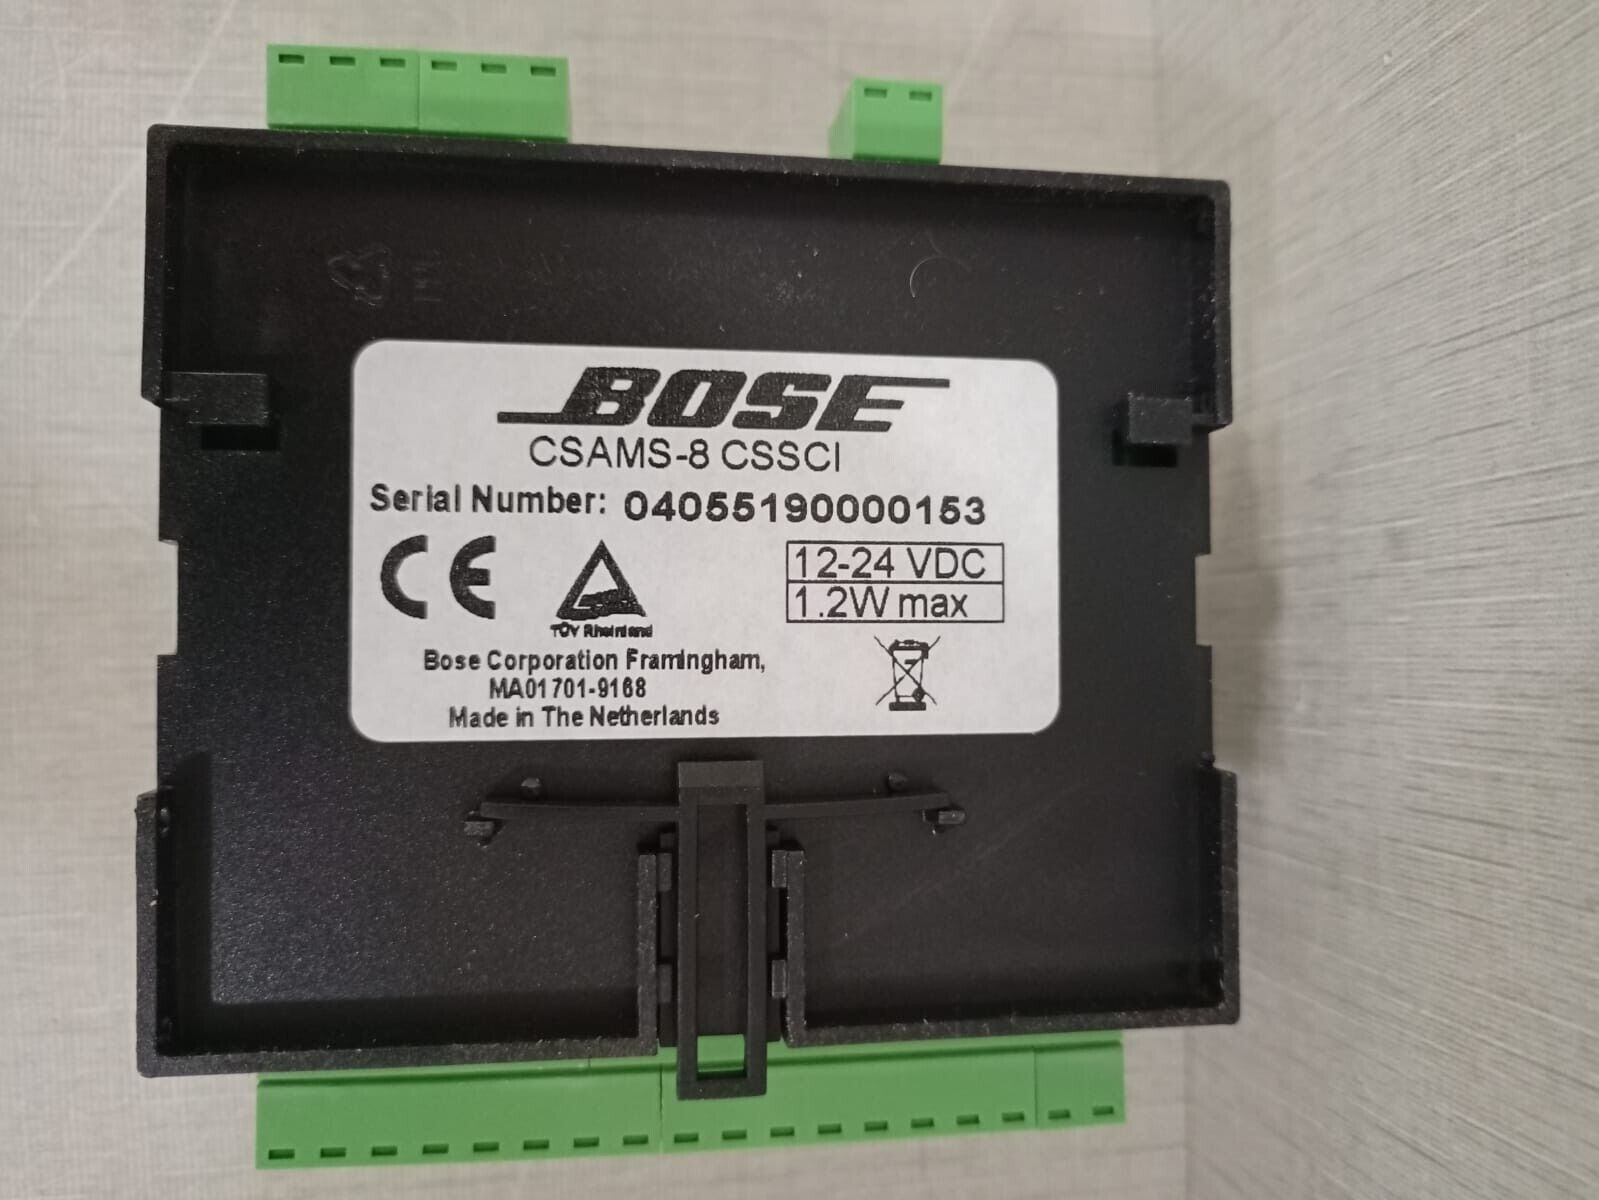 BOSE
CSAMS-8 CSSCI
Serial Number: 04055190000153
CE
TÜV Rheinland
12-24 VDC
1.2W max
Bose Corporation Framingham,
MA01701-9168
Made in The Netherlands